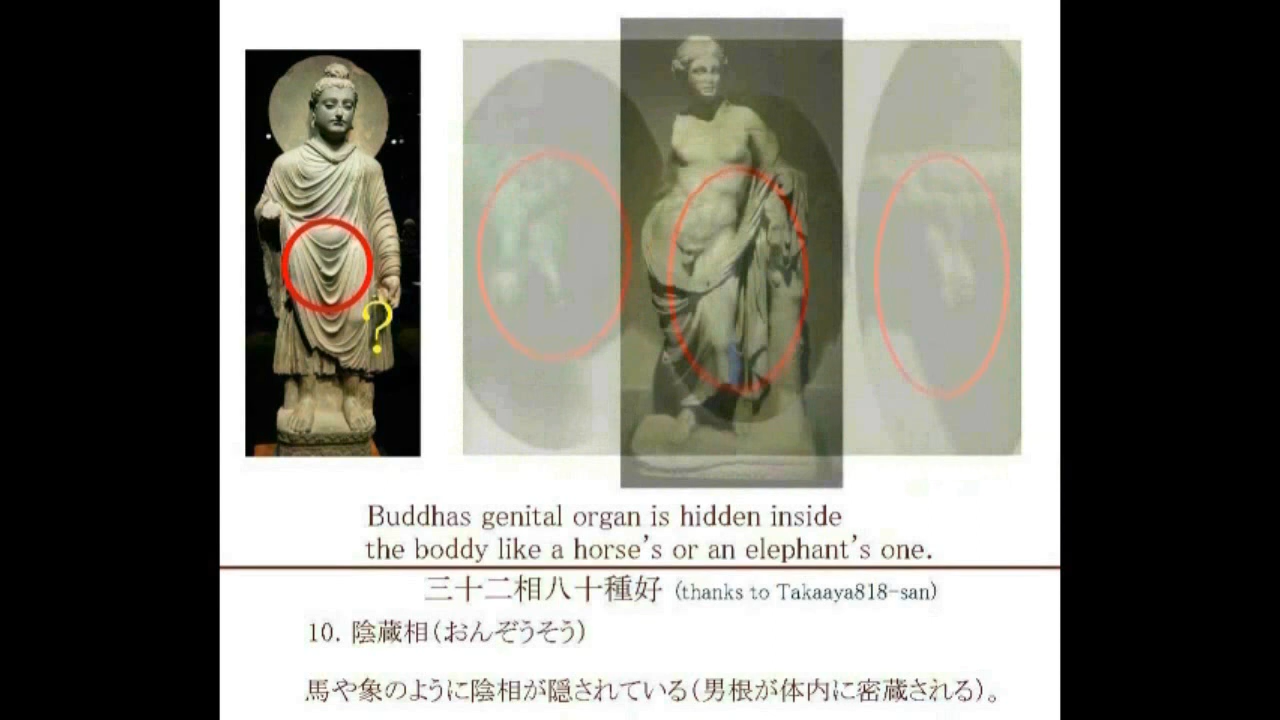 ?
Buddhas genital organ is hidden inside
the boddy like a horse's or an elephant's one.
三十二相八十種好 (thanks to Takaaya818-san)
10. 陰蔵相(おんぞうそう)
馬や象のように陰相が隠されている(男根が体内に密蔵される)。